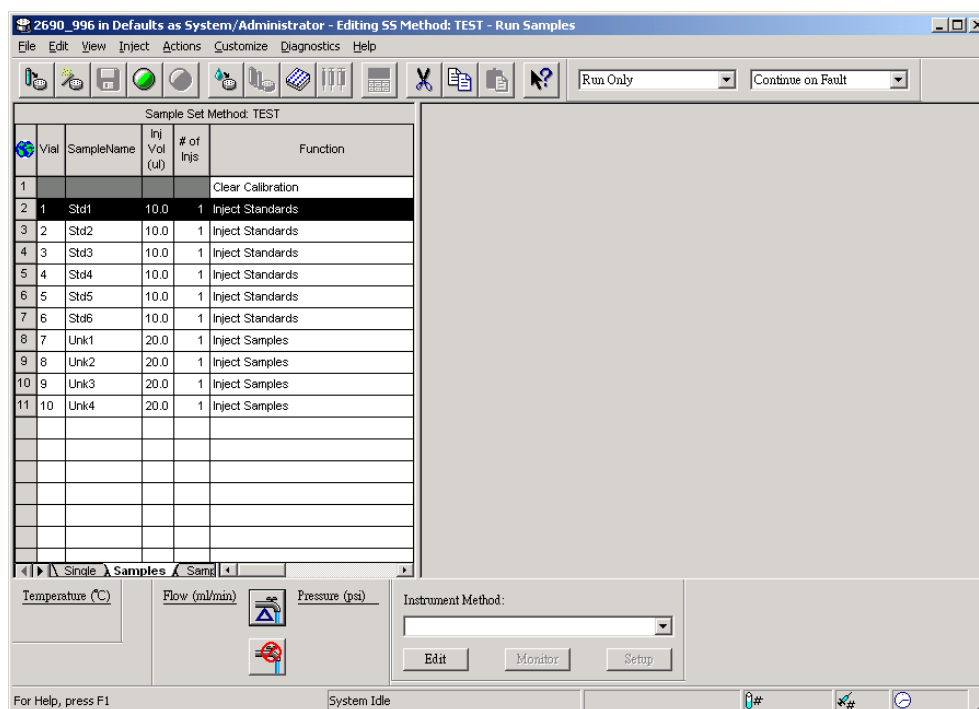 2690_996 in Defaults as System/Administrator - Editing SS Method: TEST - Run Samples
File Edit View Inject Actions Customize Diagnostics Help
Run Only Continue on Fault
Sample Set Method: TEST
Vial SampleName Inj Vol (ul) # of Injs Function
1 Clear Calibration
2 1 Std1 10.0 1 Inject Standards
3 2 Std2 10.0 1 Inject Standards
4 3 Std3 10.0 1 Inject Standards
5 4 Std4 10.0 1 Inject Standards
6 5 Std5 10.0 1 Inject Standards
7 6 Std6 10.0 1 Inject Standards
8 7 Unk1 20.0 1 Inject Samples
9 8 Unk2 20.0 1 Inject Samples
10 9 Unk3 20.0 1 Inject Samples
11 10 Unk4 20.0 1 Inject Samples
Single Samples Samp
Temperature (°C) Flow (ml/min) Pressure (psi) Instrument Method:
Edit Monitor Setup
For Help, press F1 System Idle # #